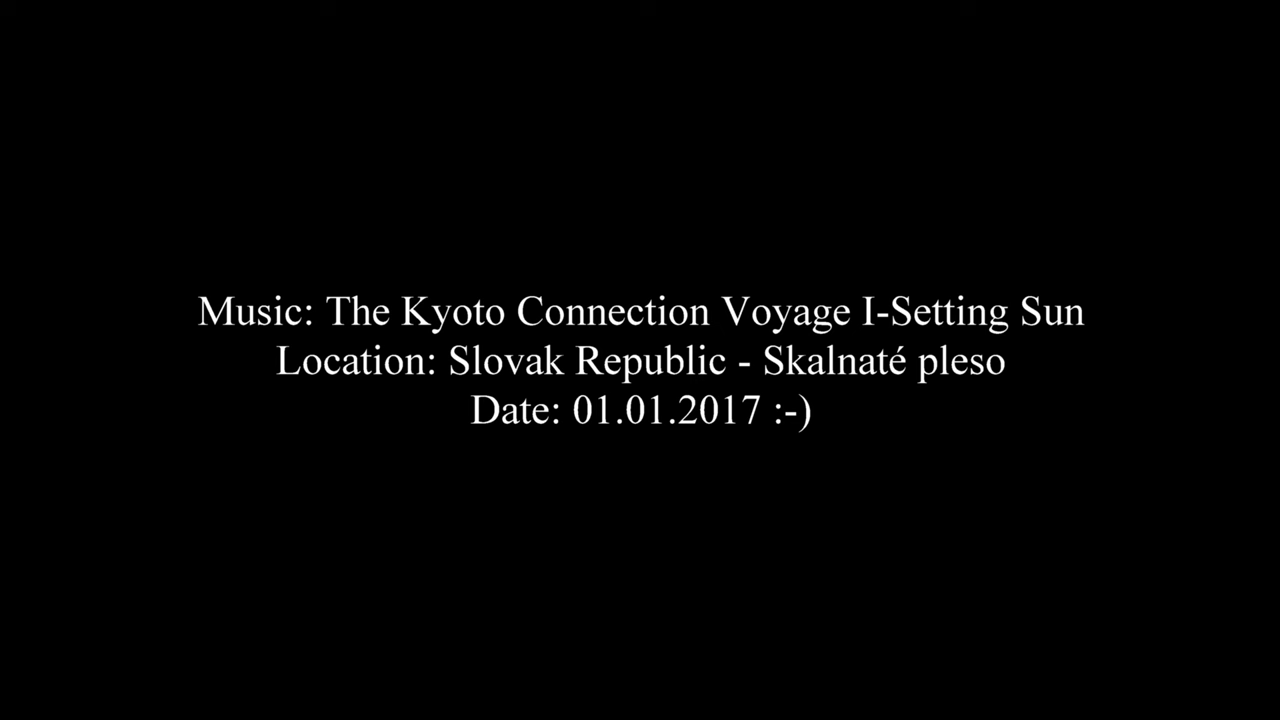 Music: The Kyoto Connection Voyage I-Setting Sun
Location: Slovak Republic - Skalnaté pleso
Date: 01.01.2017 :-)